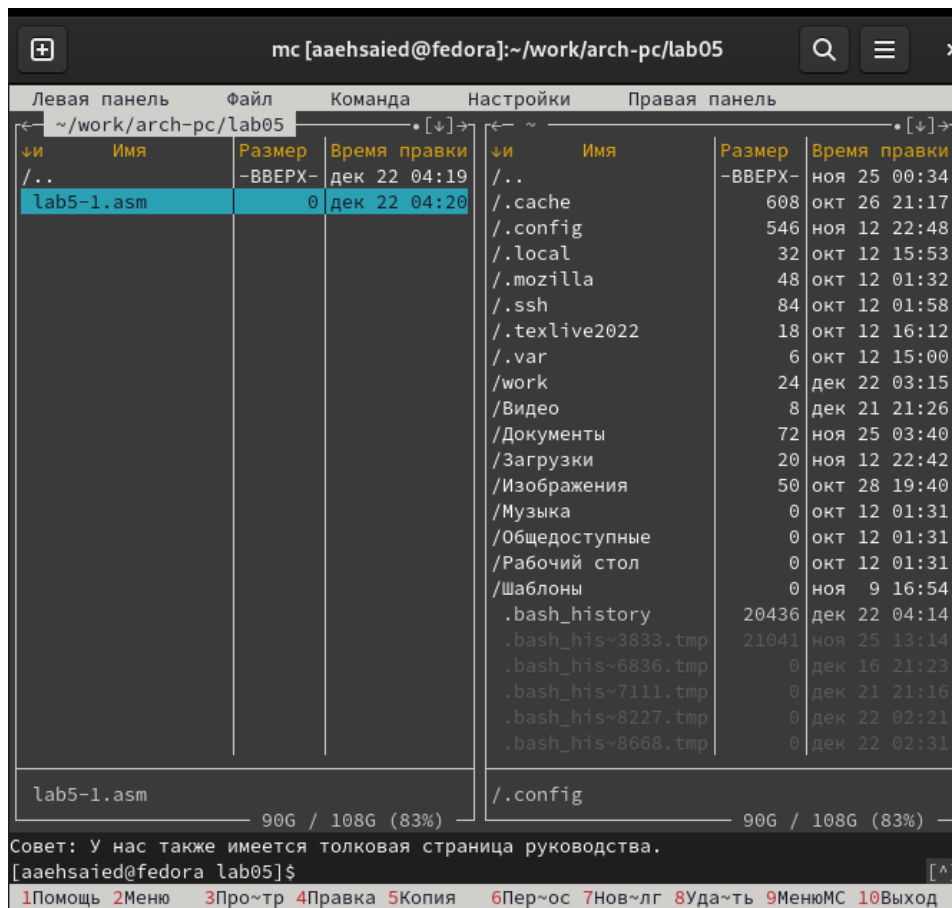 mc [aaehsaied@fedora]:~/work/arch-pc/lab05
Левая панель Файл Команда Настройки Правая панель
~/work/arch-pc/lab05 •[↓]
↓и Имя Размер Время правки
/.. -ВВЕРХ- дек 22 04:19
lab5-1.asm 0 дек 22 04:20
lab5-1.asm
90G / 108G (83%)
~ •[↓]
↓и Имя Размер Время правки
/.. -ВВЕРХ- ноя 25 00:34
/.cache 608 окт 26 21:17
/.config 546 ноя 12 22:48
/.local 32 окт 12 15:53
/.mozilla 48 окт 12 01:32
/.ssh 84 окт 12 01:58
/.texlive2022 18 окт 12 16:12
/.var 6 окт 12 15:00
/work 24 дек 22 03:15
/Видео 8 дек 21 21:26
/Документы 72 ноя 25 03:40
/Загрузки 20 ноя 12 22:42
/Изображения 50 окт 28 19:40
/Музыка 0 окт 12 01:31
/Общедоступные 0 окт 12 01:31
/Рабочий стол 0 окт 12 01:31
/Шаблоны 0 ноя 9 16:54
.bash_history 20436 дек 22 04:14
.bash_his~3833.tmp 21041 ноя 25 13:14
.bash_his~6836.tmp 0 дек 16 21:23
.bash_his~7111.tmp 0 дек 21 21:16
.bash_his~8227.tmp 0 дек 22 02:21
.bash_his~8668.tmp 0 дек 22 02:31
/.config
90G / 108G (83%)
Совет: У нас также имеется толковая страница руководства.
[aaehsaied@fedora lab05]$ [^]
1Помощь 2Меню 3Про~тр 4Правка 5Копия 6Пер~ос 7Нов~лг 8Уда~ть 9МенюМС 10Выход